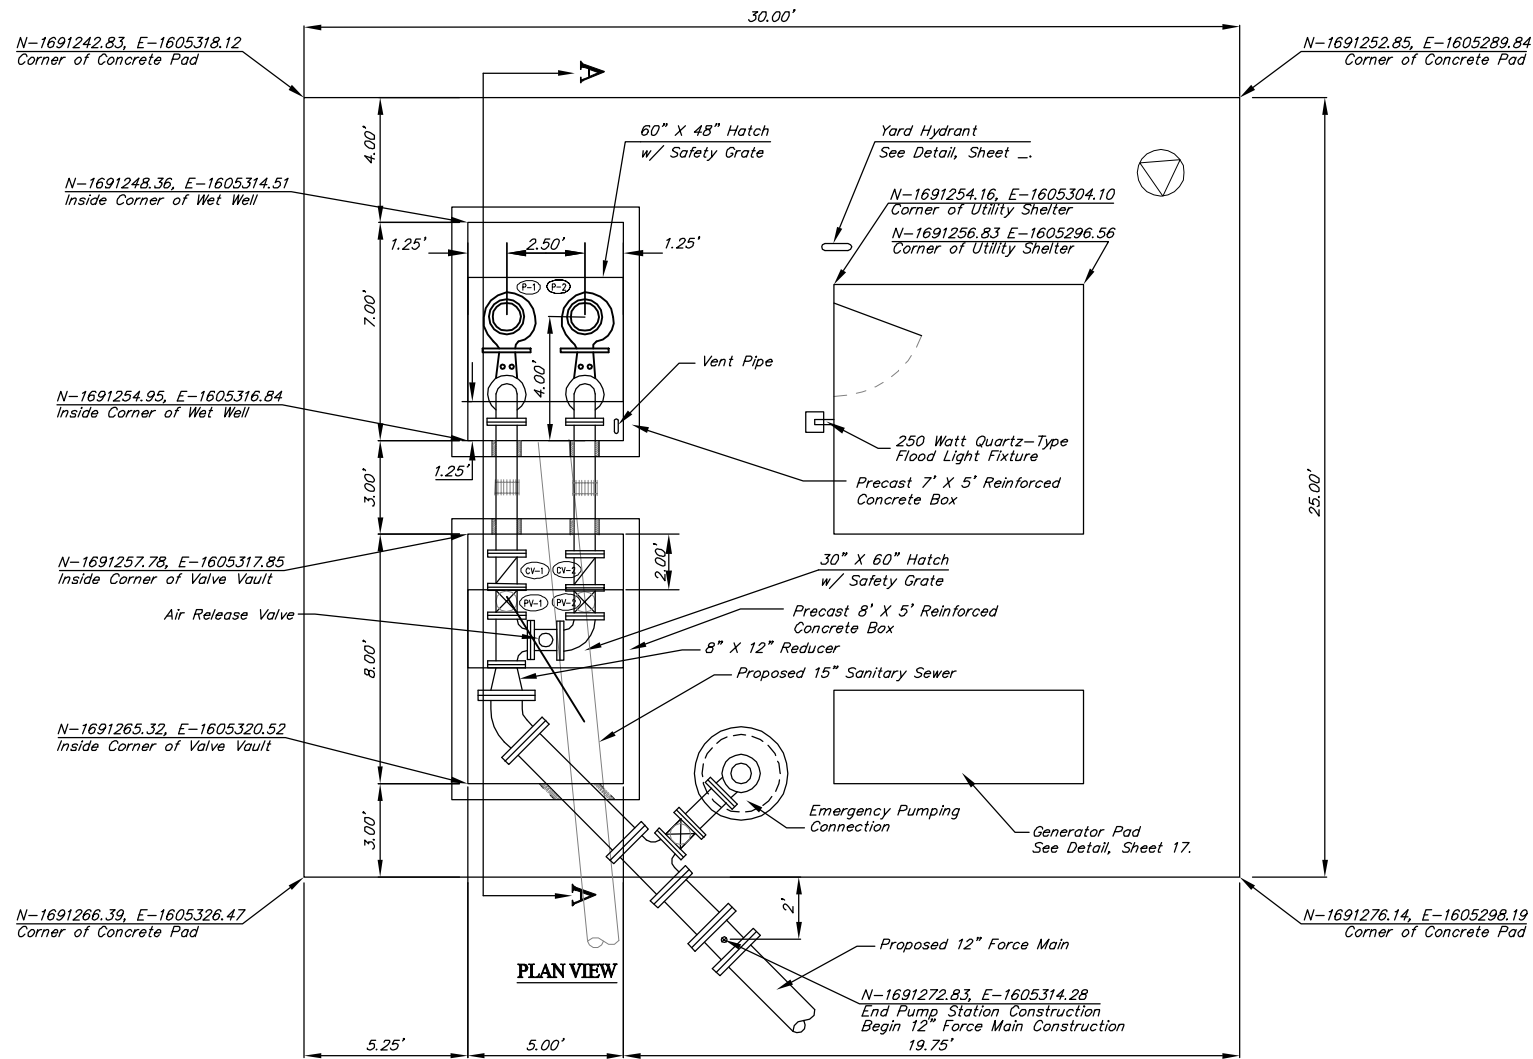 30.00'
N-1691242.83, E-1605318.12
Corner of Concrete Pad
N-1691252.85, E-1605289.84
Corner of Concrete Pad
A
4.00'
60" X 48" Hatch
w/ Safety Grate
Yard Hydrant
See Detail, Sheet _.
N-1691248.36, E-1605314.51
Inside Corner of Wet Well
N-1691254.16, E-1605304.10
Corner of Utility Shelter
N-1691256.83 E-1605296.56
Corner of Utility Shelter
1.25'
2.50'
1.25'
P-1
P-2
7.00'
4.00'
Vent Pipe
N-1691254.95, E-1605316.84
Inside Corner of Wet Well
250 Watt Quartz-Type
Flood Light Fixture
1.25'
Precast 7' X 5' Reinforced
Concrete Box
3.00'
25.00'
N-1691257.78, E-1605317.85
Inside Corner of Valve Vault
2.00'
30" X 60" Hatch
w/ Safety Grate
CV-1
CV-2
PV-1
PV-2
Air Release Valve
Precast 8' X 5' Reinforced
Concrete Box
8" X 12" Reducer
8.00'
Proposed 15" Sanitary Sewer
N-1691265.32, E-1605320.52
Inside Corner of Valve Vault
3.00'
Emergency Pumping
Connection
Generator Pad
See Detail, Sheet 17.
A
2'
N-1691266.39, E-1605326.47
Corner of Concrete Pad
N-1691276.14, E-1605298.19
Corner of Concrete Pad
Proposed 12" Force Main
PLAN VIEW
N-1691272.83, E-1605314.28
End Pump Station Construction
Begin 12" Force Main Construction
5.25'
5.00'
19.75'